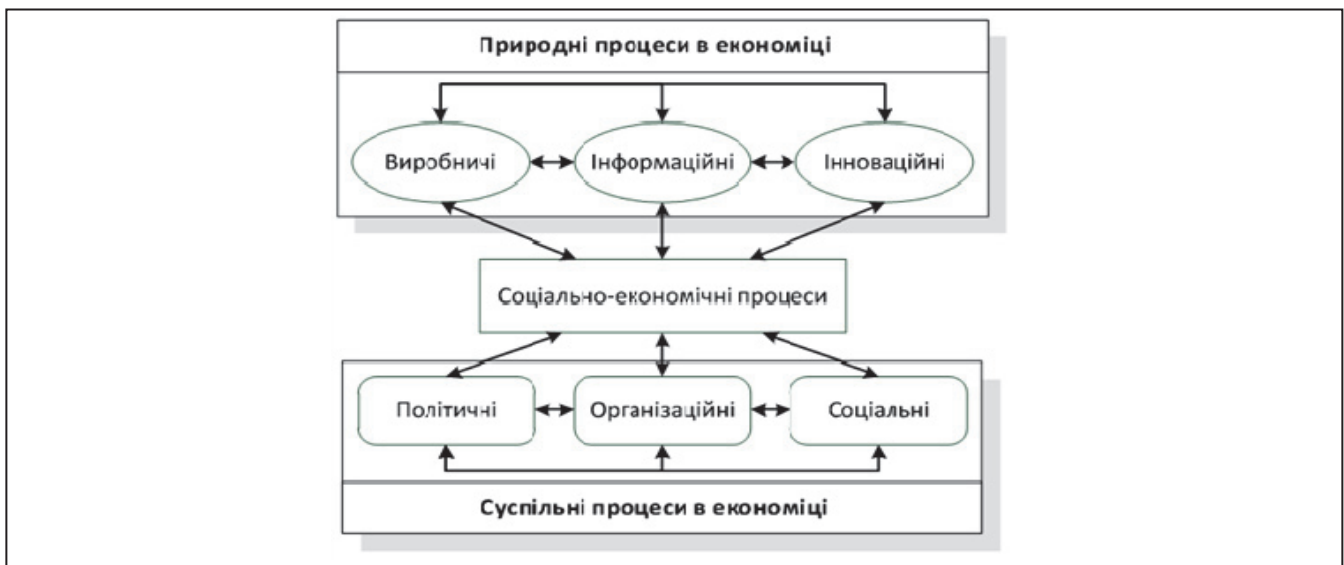 Природні процеси в економіці
Виробничі
Інформаційні
Інноваційні
Соціально-економічні процеси
Політичні
Організаційні
Соціальні
Суспільні процеси в економіці